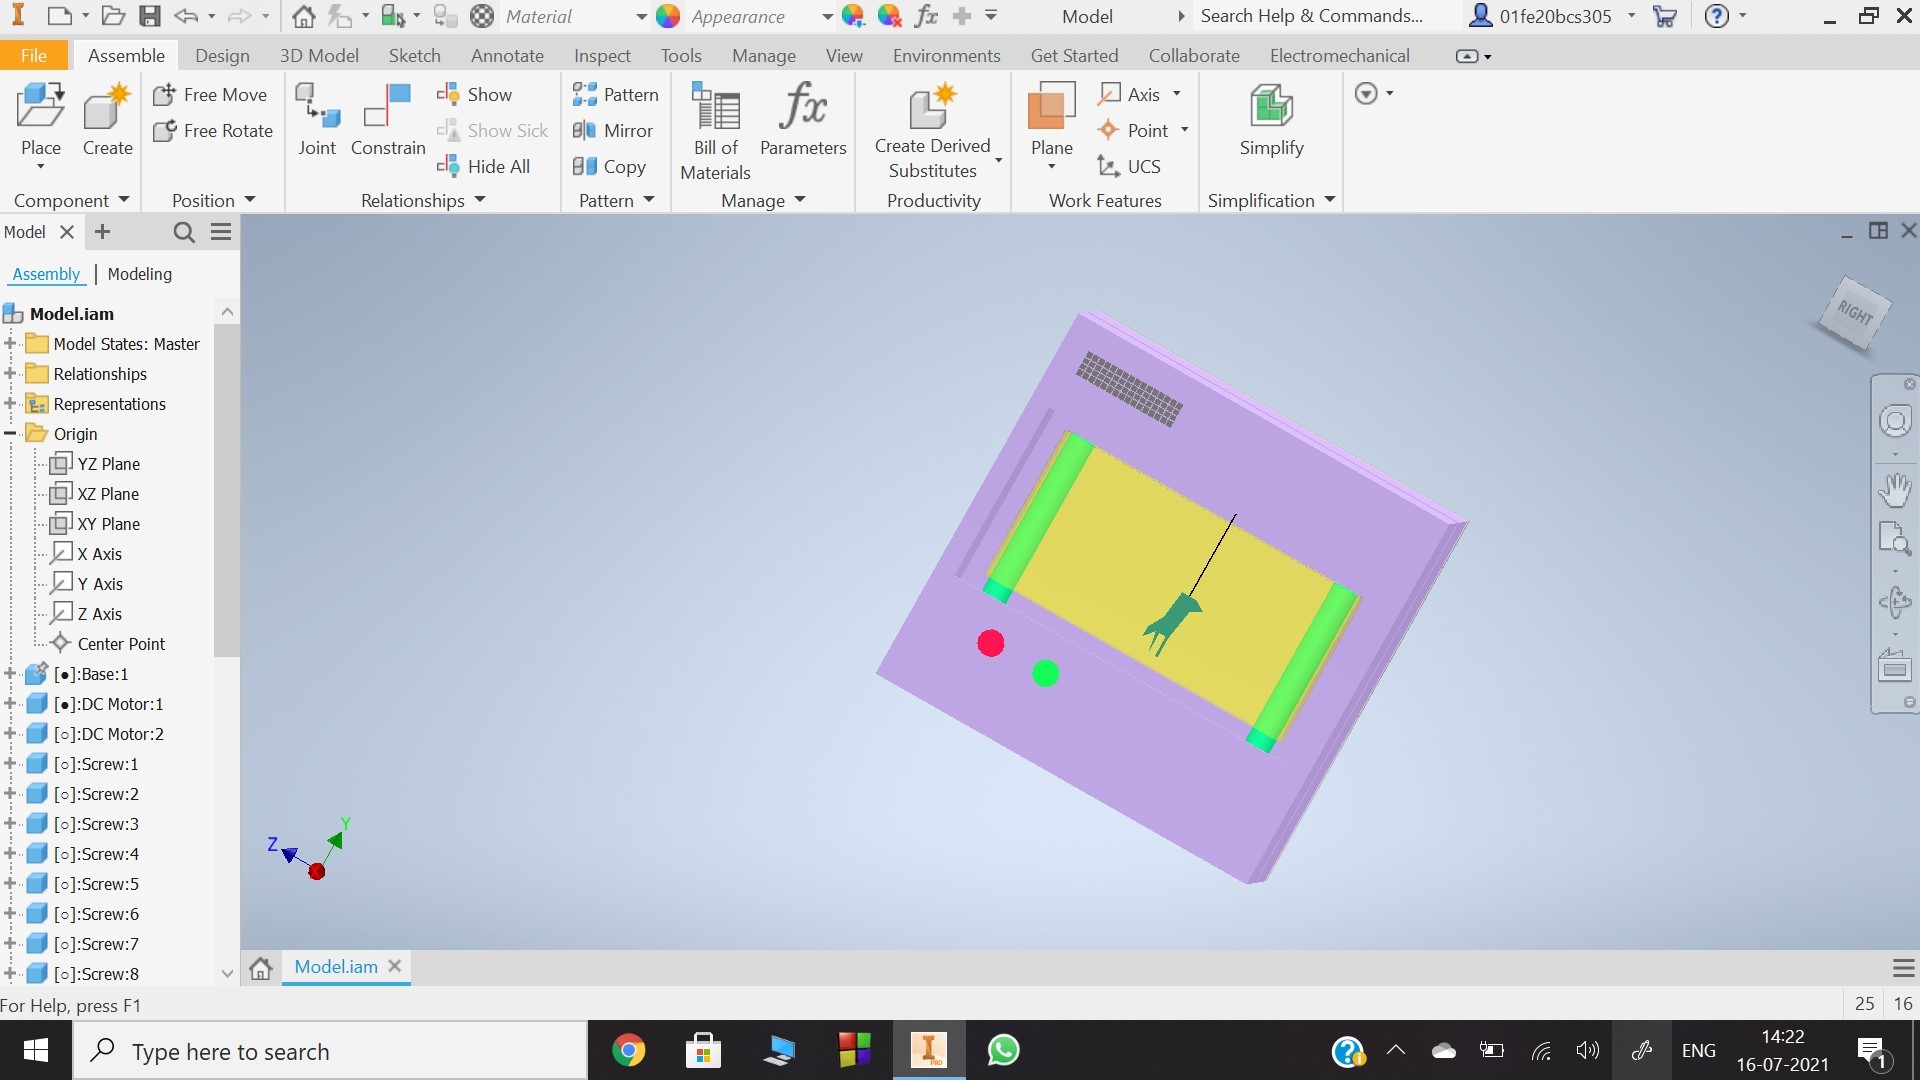 Material
Appearance
fx
Model
Search Help & Commands...
01fe20bcs305
File
Assemble
Design
3D Model
Sketch
Annotate
Inspect
Tools
Manage
View
Environments
Get Started
Collaborate
Electromechanical
Place
Create
Free Move
Free Rotate
Joint
Constrain
Show
Show Sick
Hide All
Pattern
Mirror
Copy
Bill of
Materials
fx
Parameters
Create Derived
Substitutes
Plane
Axis
Point
UCS
Simplify
Component
Position
Relationships
Pattern
Manage
Productivity
Work Features
Simplification
Model
Assembly | Modeling
Model.iam
Model States: Master
Relationships
Representations
Origin
YZ Plane
XZ Plane
XY Plane
X Axis
Y Axis
Z Axis
Center Point
[●]:Base:1
[●]:DC Motor:1
[○]:DC Motor:2
[○]:Screw:1
[○]:Screw:2
[○]:Screw:3
[○]:Screw:4
[○]:Screw:5
[○]:Screw:6
[○]:Screw:7
[○]:Screw:8
RIGHT
Z
Y
Model.iam
For Help, press F1
25 16
Type here to search
I
PRO
ENG
14:22
16-07-2021
1